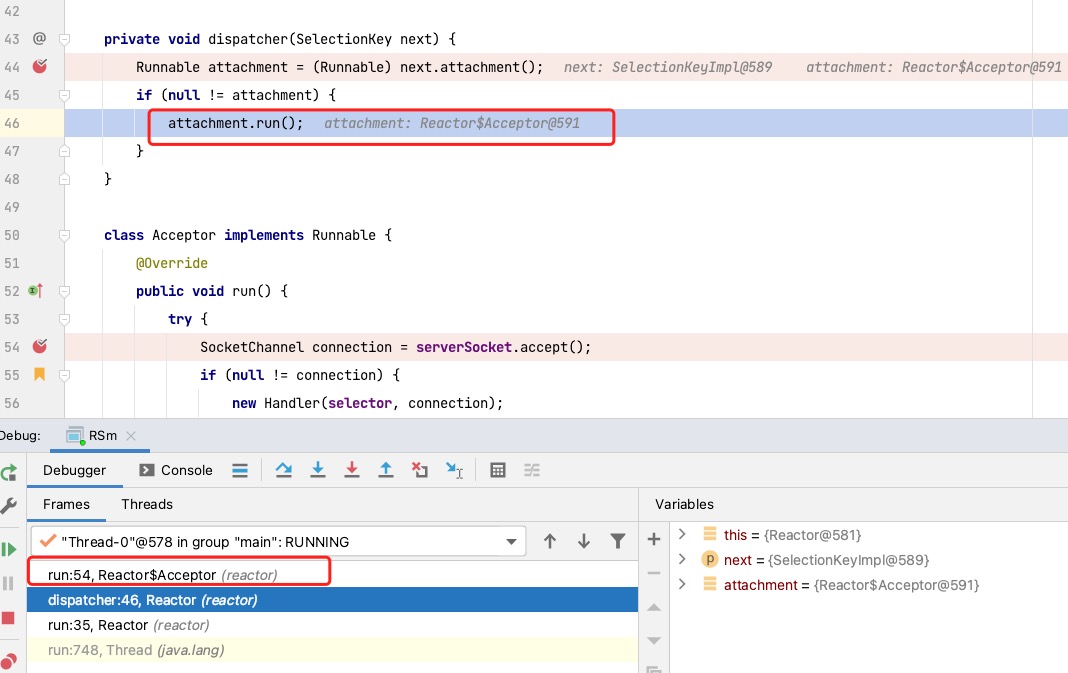 42
43 @ private void dispatcher(SelectionKey next) {
44 Runnable attachment = (Runnable) next.attachment(); next: SelectionKeyImpl@589 attachment: Reactor$Acceptor@591
45 if (null != attachment) {
46 attachment.run(); attachment: Reactor$Acceptor@591
47 }
48 }
49
50 class Acceptor implements Runnable {
51 @Override
52 public void run() {
53 try {
54 SocketChannel connection = serverSocket.accept();
55 if (null != connection) {
56 new Handler(selector, connection);
Debug: RSm
Debugger Console
Frames Threads Variables
"Thread-0"@578 in group "main": RUNNING
run:54, Reactor$Acceptor (reactor)
dispatcher:46, Reactor (reactor)
run:35, Reactor (reactor)
run:748, Thread (java.lang)
this = {Reactor@581}
p next = {SelectionKeyImpl@589}
attachment = {Reactor$Acceptor@591}